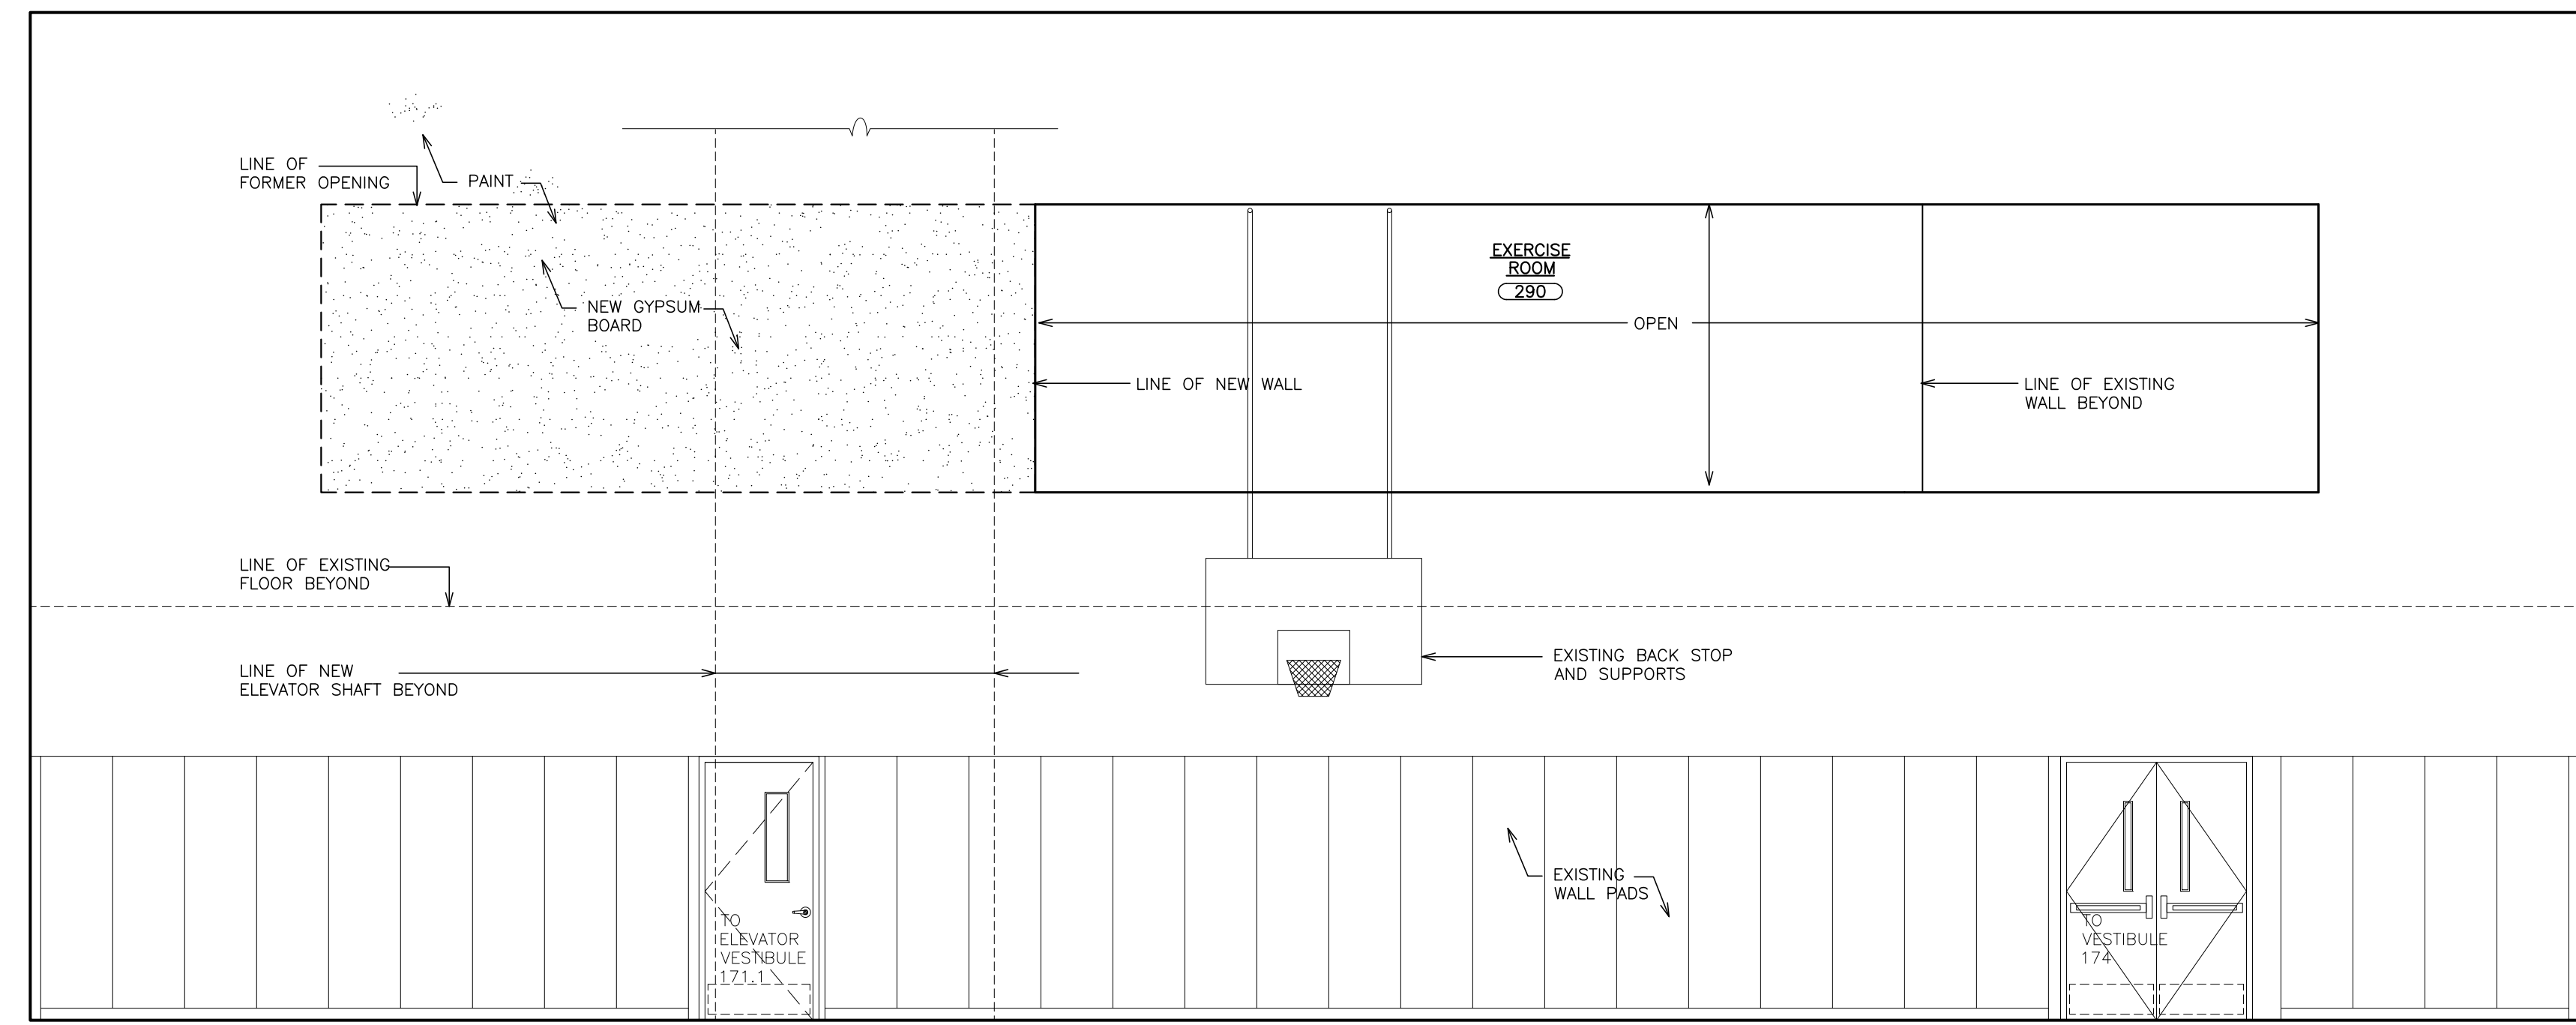 LINE OF
FORMER OPENING
PAINT
EXERCISE
ROOM
290
NEW GYPSUM
BOARD
OPEN
LINE OF NEW WALL
LINE OF EXISTING
WALL BEYOND
LINE OF EXISTING
FLOOR BEYOND
LINE OF NEW
ELEVATOR SHAFT BEYOND
EXISTING BACK STOP
AND SUPPORTS
EXISTING
WALL PADS
TO
ELEVATOR
VESTIBULE
171.1
TO
VESTIBULE
174